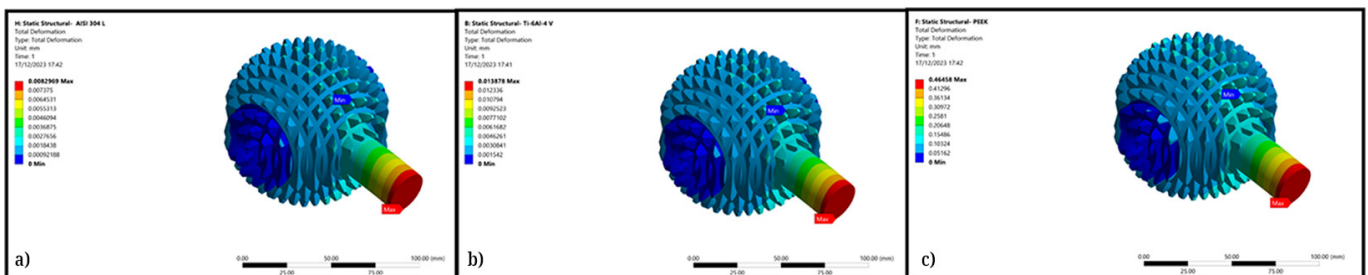 H: Static Structural- AISI 304 L
Total Deformation
Type: Total Deformation
Unit: mm
Time: 1
17/12/2023 17:42
0.0082969 Max
0.007375
0.0064531
0.0055313
0.0046094
0.0036875
0.0027656
0.0018438
0.00092188
0 Min
Min
Max
0.00 50.00 100.00 (mm)
25.00 75.00
a)
B: Static Structural- Ti-6Al-4 V
Total Deformation
Type: Total Deformation
Unit: mm
Time: 1
17/12/2023 17:41
0.013878 Max
0.012336
0.010794
0.0092523
0.0077102
0.0061682
0.0046261
0.0030841
0.001542
0 Min
Min
Max
0.00 50.00 100.00 (mm)
25.00 75.00
b)
F: Static Structural- PEEK
Total Deformation
Type: Total Deformation
Unit: mm
Time: 1
17/12/2023 17:42
0.46458 Max
0.41296
0.36134
0.30972
0.2581
0.20648
0.15486
0.10324
0.05162
0 Min
Min
Max
0.00 50.00 100.00 (mm)
25.00 75.00
c)